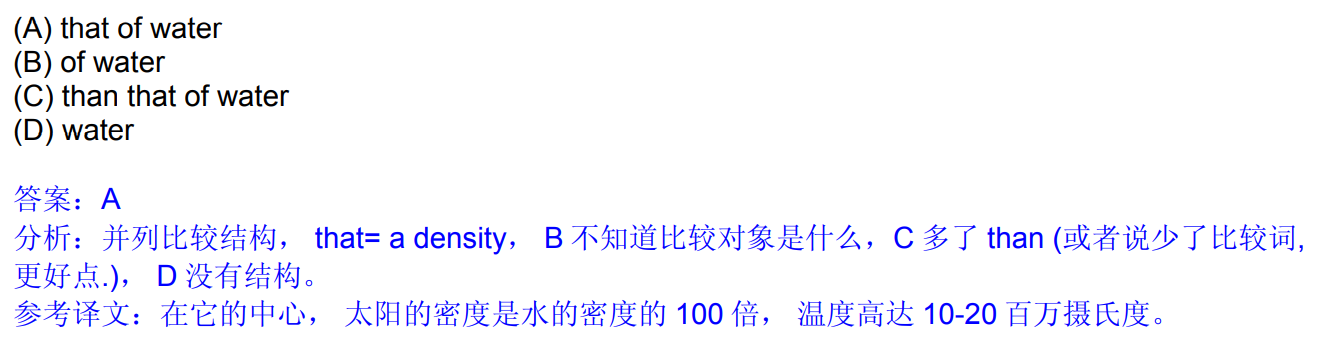 (A) that of water
(B) of water
(C) than that of water
(D) water
答案：A
分析：并列比较结构， that= a density， B 不知道比较对象是什么，C 多了 than (或者说少了比较词,
更好点.)， D 没有结构。
参考译文：在它的中心， 太阳的密度是水的密度的 100 倍， 温度高达 10-20 百万摄氏度。